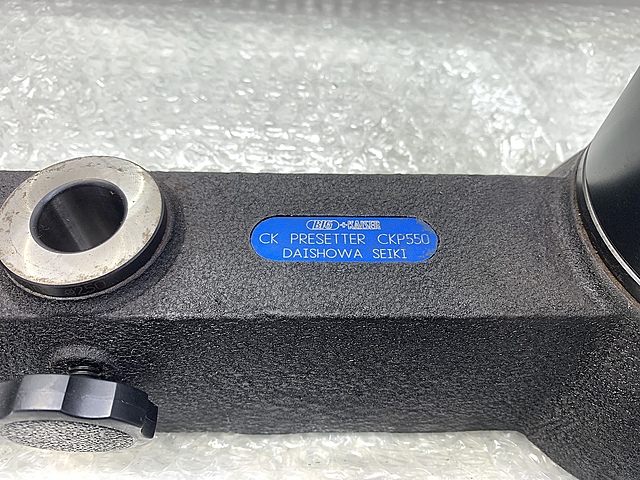 BIG +KAISER
CK PRESETTER CKP550
DAISHOWA SEIKI